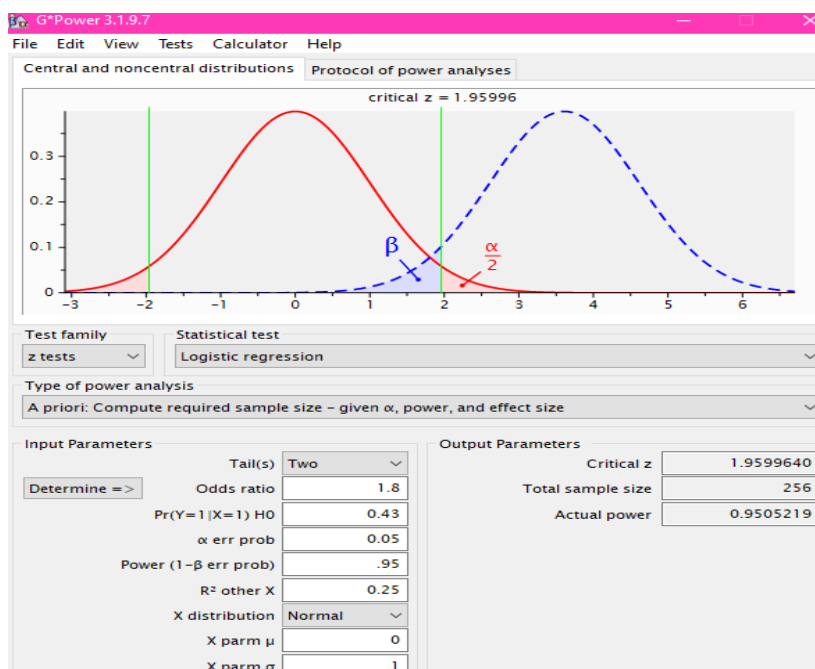 G*Power 3.1.9.7
File Edit View Tests Calculator Help
Central and noncentral distributions Protocol of power analyses
critical z = 1.95996
0.3
0.2
0.1
0
β
α
2
-3 -2 -1 0 1 2 3 4 5 6
Test family Statistical test
z tests Logistic regression
Type of power analysis
A priori: Compute required sample size – given α, power, and effect size
Input Parameters Output Parameters
Tail(s) Two Critical z 1.9599640
Determine => Odds ratio 1.8 Total sample size 256
Pr(Y=1|X=1) H0 0.43 Actual power 0.9505219
α err prob 0.05
Power (1-β err prob) .95
R² other X 0.25
X distribution Normal
X parm μ 0
X parm σ 1